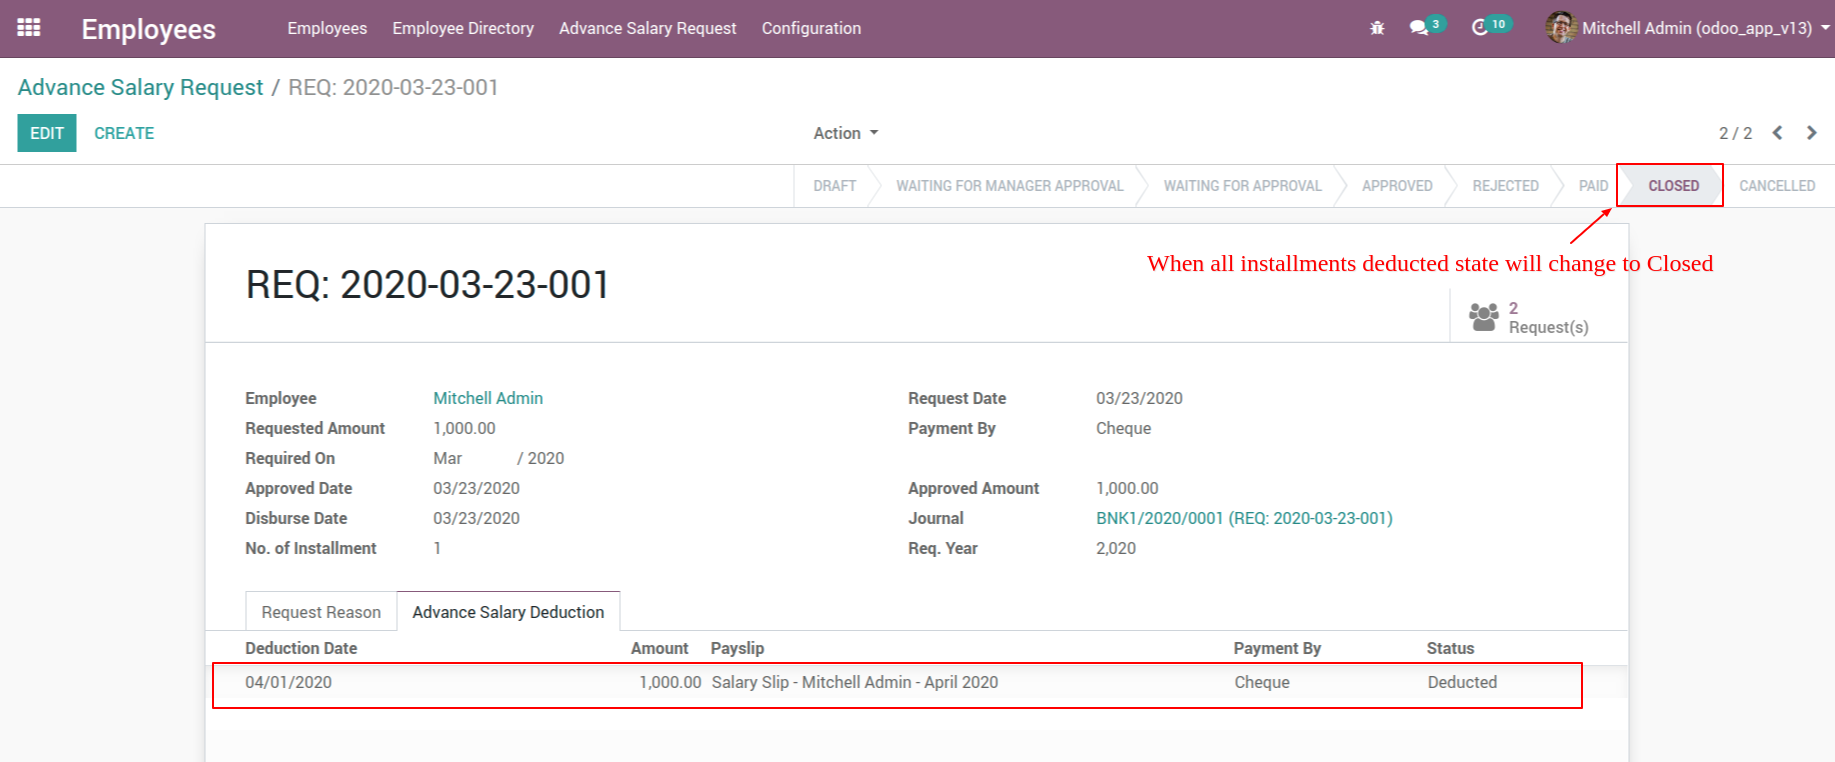 Employees Employees Employee Directory Advance Salary Request Configuration 3 10 Mitchell Admin (odoo_app_v13)
Advance Salary Request / REQ: 2020-03-23-001
EDIT CREATE Action 2 / 2
DRAFT WAITING FOR MANAGER APPROVAL WAITING FOR APPROVAL APPROVED REJECTED PAID CLOSED CANCELLED
When all installments deducted state will change to Closed
REQ: 2020-03-23-001
2
Request(s)
Employee Mitchell Admin Request Date 03/23/2020
Requested Amount 1,000.00 Payment By Cheque
Required On Mar / 2020
Approved Date 03/23/2020 Approved Amount 1,000.00
Disburse Date 03/23/2020 Journal BNK1/2020/0001 (REQ: 2020-03-23-001)
No. of Installment 1 Req. Year 2,020
Request Reason Advance Salary Deduction
Deduction Date Amount Payslip Payment By Status
04/01/2020 1,000.00 Salary Slip - Mitchell Admin - April 2020 Cheque Deducted